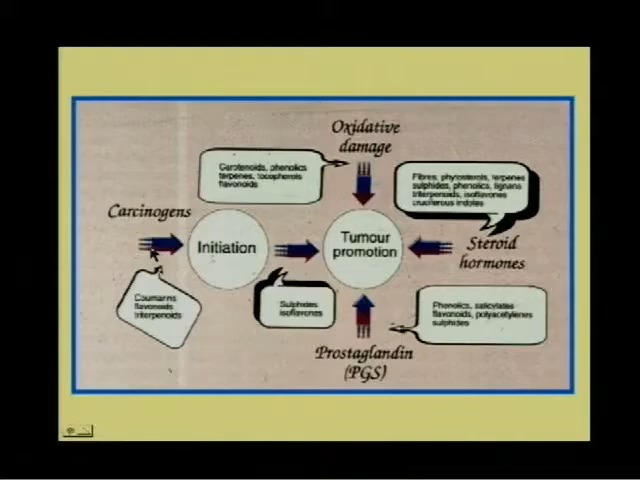 Oxidative
damage
Carotenoids, phenolics
terpenes, tocopherols
flavonoids
Fibres, phytosterols, terpenes
sulphides, phenolics, lignans
triterpenoids, isoflavones
cruciferous indoles
Carcinogens
Initiation
Tumour
promotion
Steroid
hormones
Coumarins
flavonoids
triterpenoids
Sulphides
isoflavones
Phenolics, salicylates
flavonoids, polyacetylenes
sulphides
Prostaglandin
(PGS)